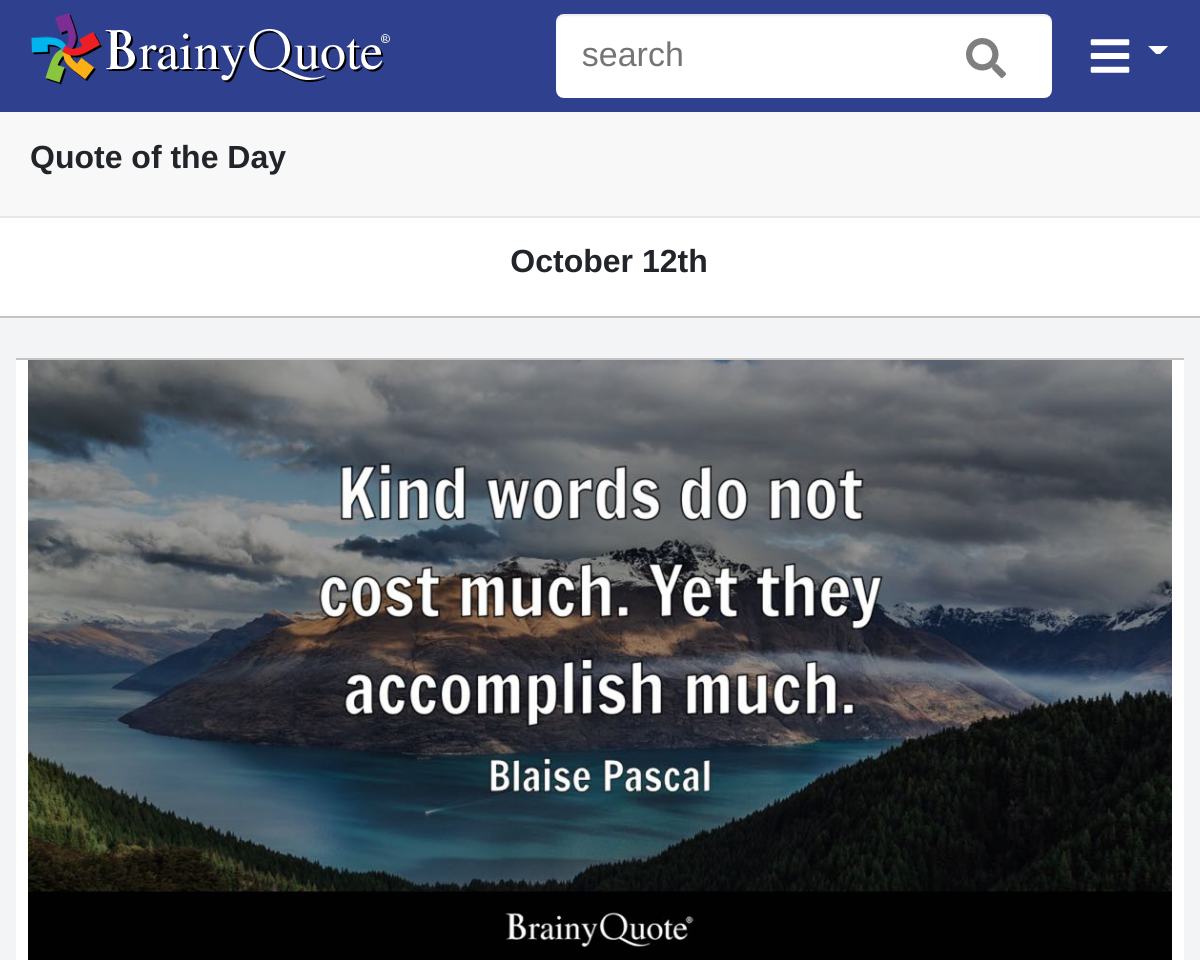 BrainyQuote®
search
Quote of the Day
October 12th
Kind words do not
cost much. Yet they
accomplish much.
Blaise Pascal
BrainyQuote®